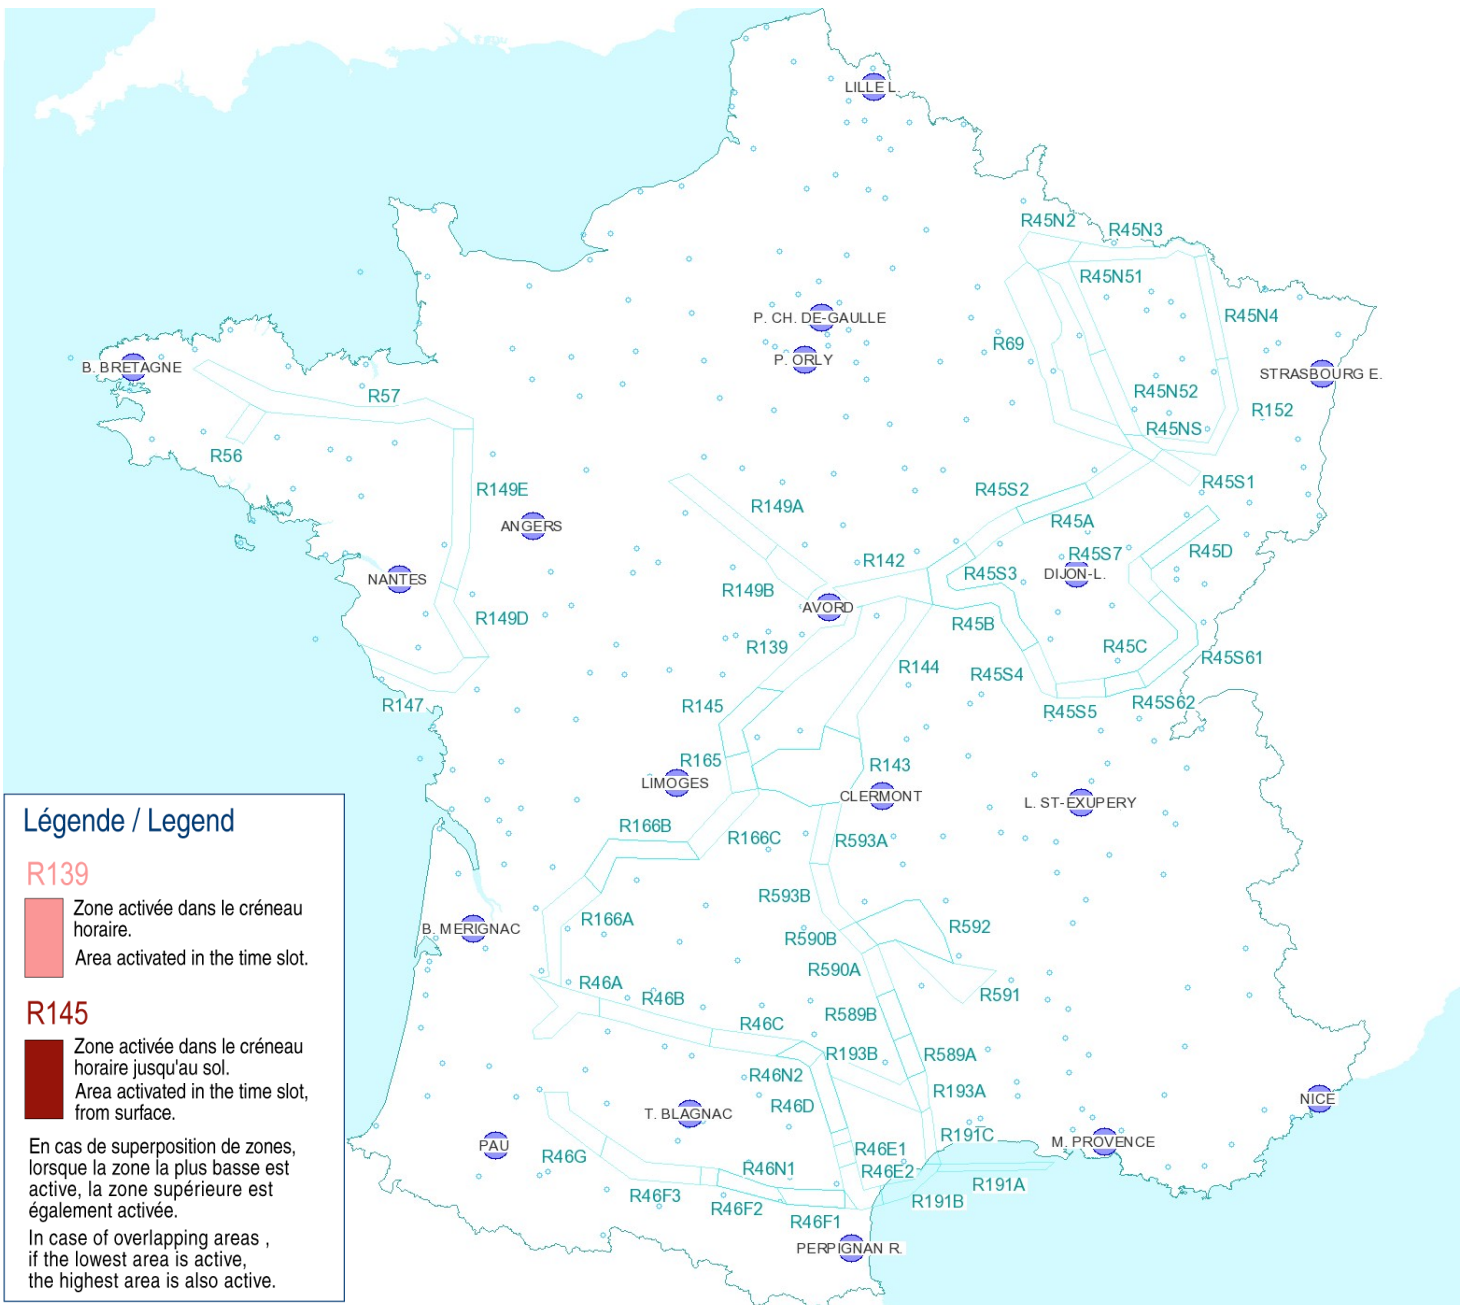 LILLE L.
R45N2
R45N3
R45N51
P. CH. DE-GAULLE
R45N4
R69
P. ORLY
B. BRETAGNE
STRASBOURG E.
R57
R45N52
R152
R45NS
R56
R45S1
R149E
R45S2
R149A
ANGERS
R45A
R45S7
R45D
R142
NANTES
R45S3
DIJON-L.
R149B
AVORD
R149D
R45B
R139
R45C
R45S61
R144
R45S4
R147
R145
R45S5
R45S62
R165
R143
LIMOGES
CLERMONT
L. ST-EXUPERY
R166B
R166C
R593A
R593B
R166A
R592
B. MERIGNAC
R590B
R590A
R46A
R46B
R591
R589B
R46C
R193B
R589A
R46N2
R193A
R46D
T. BLAGNAC
NICE
PAU
R191C
M. PROVENCE
R46G
R46E1
R46N1
R46E2
R191A
R46F3
R46F2
R191B
R46F1
PERPIGNAN R.
Légende / Legend
R139
Zone activée dans le créneau
horaire.
Area activated in the time slot.
R145
Zone activée dans le créneau
horaire jusqu'au sol.
Area activated in the time slot,
from surface.
En cas de superposition de zones,
lorsque la zone la plus basse est
active, la zone supérieure est
également activée.
In case of overlapping areas ,
if the lowest area is active,
the highest area is also active.